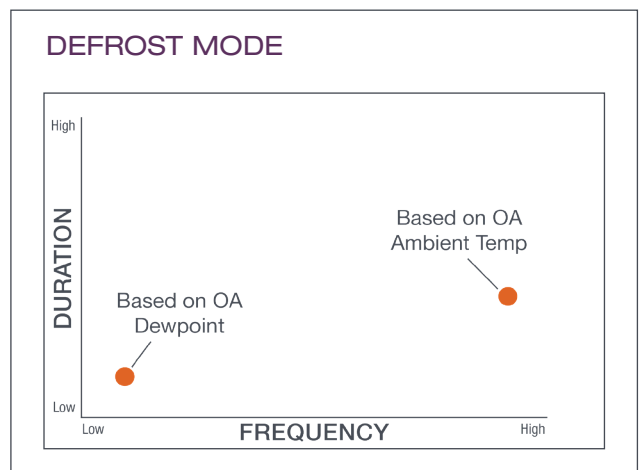 DEFROST MODE
High
DURATION
Based on OA
Ambient Temp
Based on OA
Dewpoint
Low
Low
FREQUENCY
High